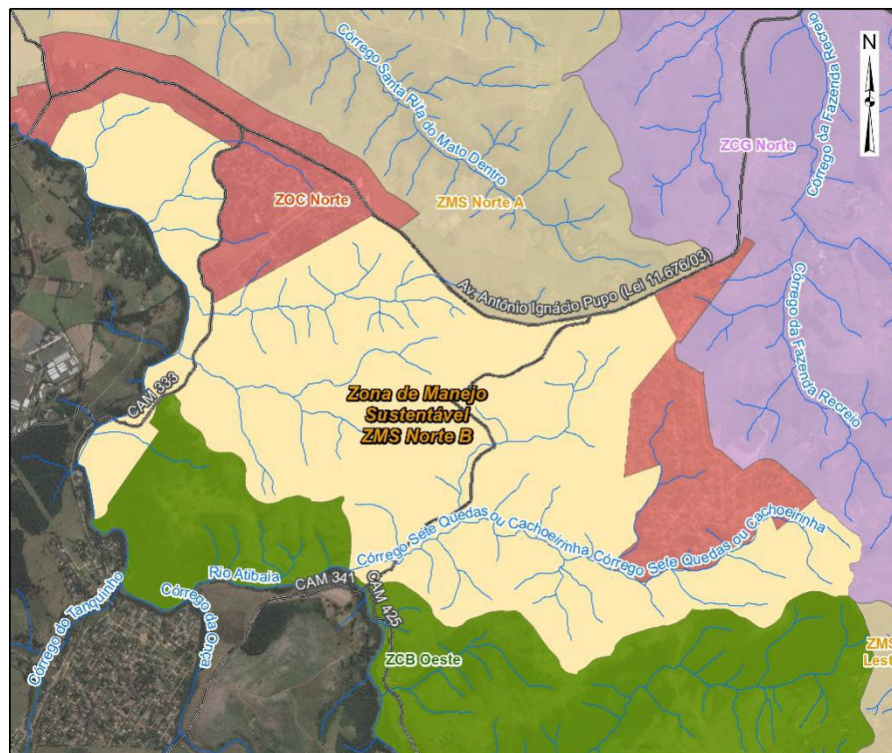 Córrego Santa Rita do Mato Dentro
Córrego da Fazenda Recreio
N
ZCG Norte
ZOC Norte
ZMS Norte A
Av. Antônio Ignácio Pupo (Lei 11.676/03)
Córrego da Fazenda Recreio
CAM 333
Zona de Manejo
Sustentável
ZMS Norte B
Córrego Sete Quedas ou Cachoeirinha
Córrego Sete Quedas ou Cachoeirinha
Rio Atibaia
CAM 341
CAM 425
Córrego do Tanquinho
Córrego da Onça
ZCB Oeste
ZMS